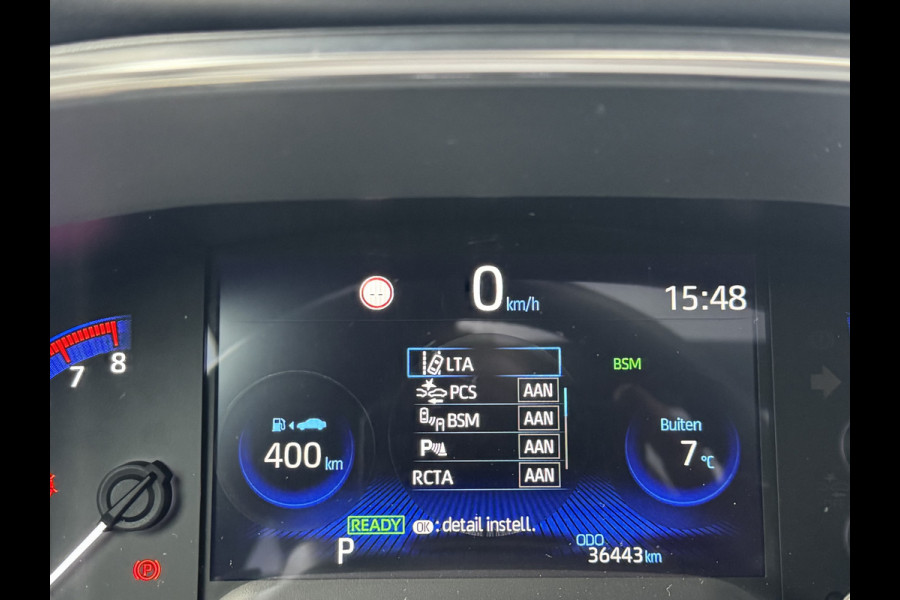 0 km/h
15:48
7 8
LTA
PCS AAN
BSM AAN
P AAN
RCTA AAN
BSM
400 km
Buiten
7 °C
READY OK : detail instell.
P
ODO
36443 km
P